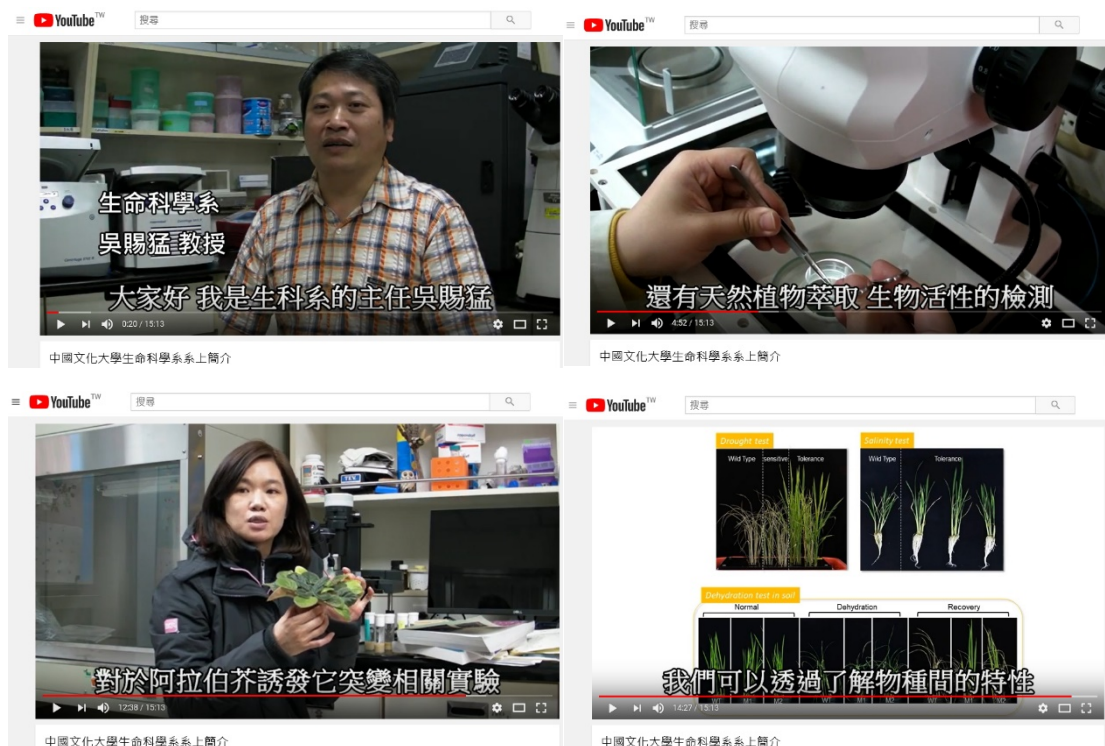 YouTube TW
搜尋
生命科學系
吳賜猛 教授
大家好 我是生科系的主任吳賜猛
0:20 / 15:13
中國文化大學生命科學系系上簡介
YouTube TW
搜尋
還有天然植物萃取 生物活性的檢測
4:52 / 15:13
中國文化大學生命科學系系上簡介
YouTube TW
搜尋
對於阿拉伯芥誘發它突變相關實驗
12:38 / 15:13
中國文化大學生命科學系系上簡介
YouTube TW
搜尋
Drought test
Wild Type sensitive Tolerance
Salinity test
Wild Type Tolerance
Dehydration test in soil
Normal Dehydration Recovery
WT M1 M2 WT M1 M2 WT M1 M2
我們可以透過了解物種間的特性
14:27 / 15:13
中國文化大學生命科學系系上簡介